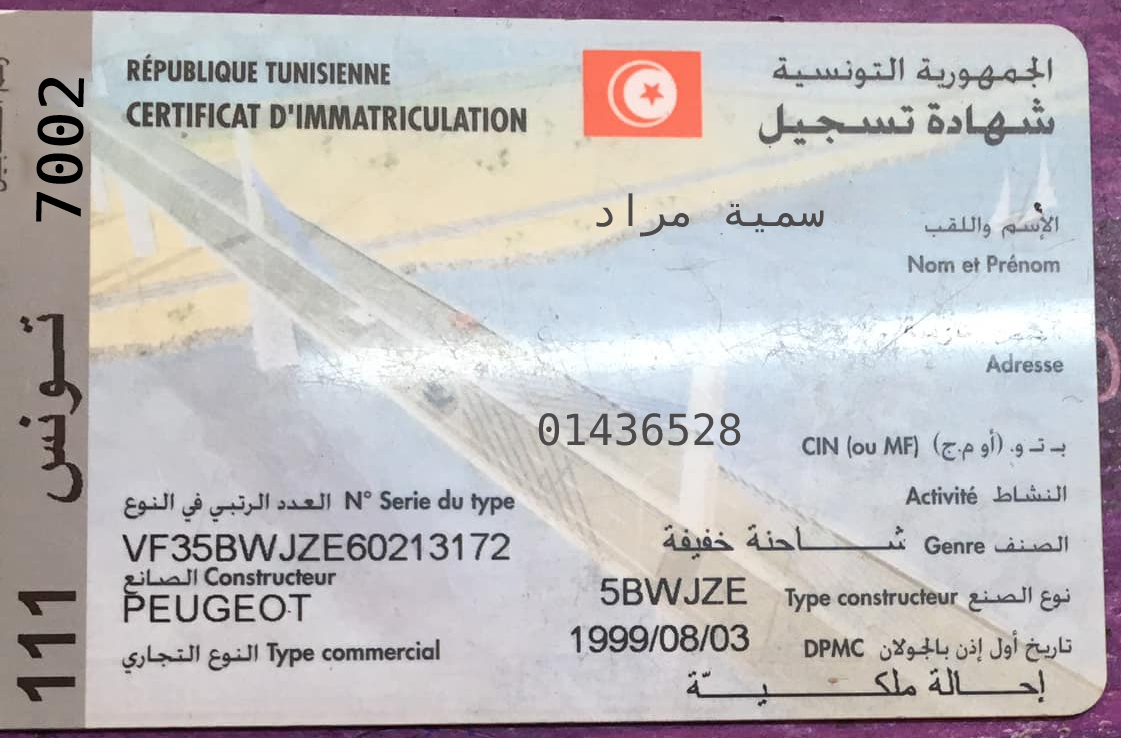 RÉPUBLIQUE TUNISIENNE
الجمهورية التونسية
CERTIFICAT D'IMMATRICULATION
شهادة تسجيل
سمية مراد
الإسم واللقب
Nom et Prénom
Adresse
01436528
CIN (ou MF) بـ تـ و. (أو م.ج)
Activité النشاط
N° Serie du type العدد الرتبي في النوع
شاحنة خفيفة
Genre الصنف
VF35BWJZE60213172
Constructeur الصانع
PEUGEOT
5BWJZE
Type constructeur نوع الصنع
1999/08/03
DPMC تاريخ أول إذن بالجولان
Type commercial النوع التجاري
إحالة ملكيّة
111 تونس 7002